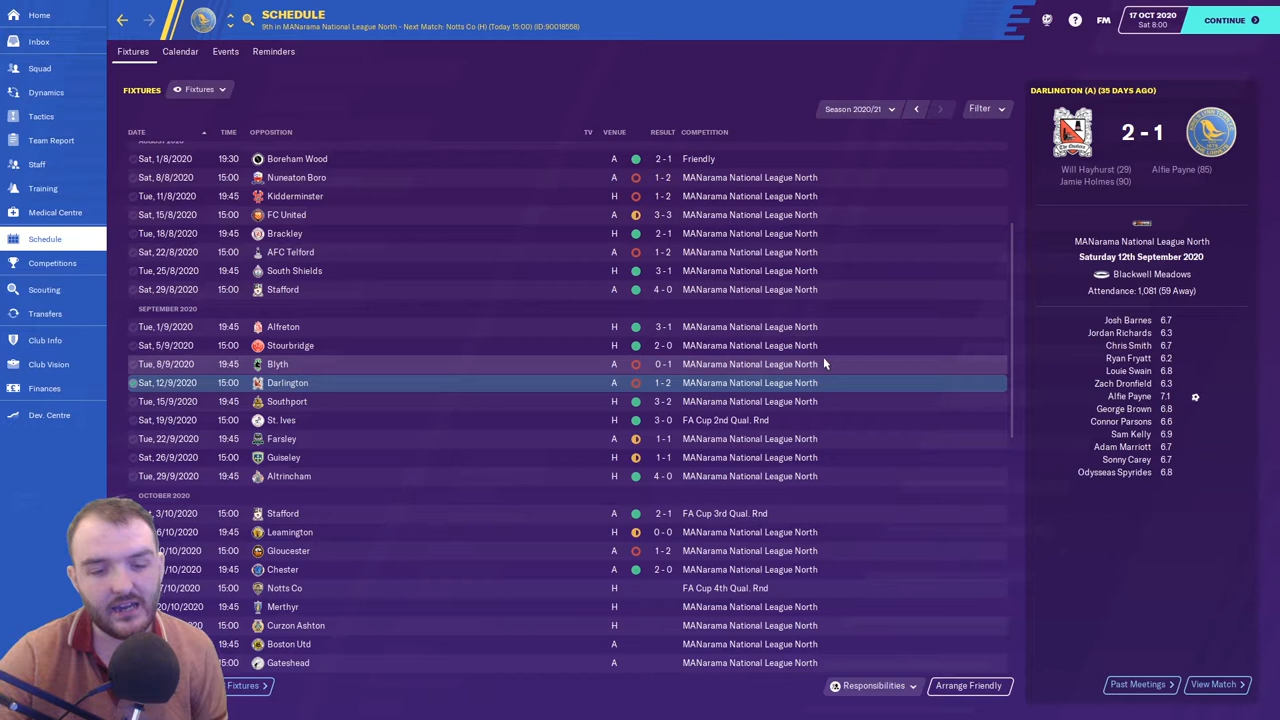 Home
Inbox
Squad
Dynamics
Tactics
Team Report
Staff
Training
Medical Centre
Schedule
Competitions
Scouting
Transfers
Club Info
Club Vision
Finances
Dev. Centre
SCHEDULE
9th in MANarama National League North - Next Match: Notts Co (H) (Today 15:00) (ID:90018558)
FM
17 OCT 2020
Sat 8:00
CONTINUE
Fixtures Calendar Events Reminders
FIXTURES Fixtures
Season 2020/21 Filter
DATE TIME OPPOSITION TV VENUE RESULT COMPETITION
AUGUST 2020
Sat, 1/8/2020 19:30 Boreham Wood A 2 - 1 Friendly
Sat, 8/8/2020 15:00 Nuneaton Boro A 1 - 2 MANarama National League North
Tue, 11/8/2020 19:45 Kidderminster H 1 - 2 MANarama National League North
Sat, 15/8/2020 15:00 FC United A 3 - 3 MANarama National League North
Tue, 18/8/2020 19:45 Brackley H 2 - 1 MANarama National League North
Sat, 22/8/2020 15:00 AFC Telford A 1 - 2 MANarama National League North
Tue, 25/8/2020 19:45 South Shields H 3 - 1 MANarama National League North
Sat, 29/8/2020 15:00 Stafford A 4 - 0 MANarama National League North
SEPTEMBER 2020
Tue, 1/9/2020 19:45 Alfreton H 3 - 1 MANarama National League North
Sat, 5/9/2020 15:00 Stourbridge H 2 - 0 MANarama National League North
Tue, 8/9/2020 19:45 Blyth A 0 - 1 MANarama National League North
Sat, 12/9/2020 15:00 Darlington A 1 - 2 MANarama National League North
Tue, 15/9/2020 19:45 Southport H 3 - 2 MANarama National League North
Sat, 19/9/2020 15:00 St. Ives H 3 - 0 FA Cup 2nd Qual. Rnd
Tue, 22/9/2020 19:45 Farsley A 1 - 1 MANarama National League North
Sat, 26/9/2020 15:00 Guiseley H 1 - 1 MANarama National League North
Tue, 29/9/2020 19:45 Altrincham H 4 - 0 MANarama National League North
OCTOBER 2020
Sat, 3/10/2020 15:00 Stafford A 2 - 1 FA Cup 3rd Qual. Rnd
6/10/2020 19:45 Leamington H 0 - 0 MANarama National League North
0/10/2020 15:00 Gloucester A 1 - 2 MANarama National League North
/10/2020 19:45 Chester A 2 - 0 MANarama National League North
7/10/2020 15:00 Notts Co H FA Cup 4th Qual. Rnd
20/10/2020 19:45 Merthyr H MANarama National League North
/10/2020 15:00 Curzon Ashton H MANarama National League North
19:45 Boston Utd A MANarama National League North
15:00 Gateshead A MANarama National League North
Fixtures
Responsibilities
Arrange Friendly
DARLINGTON (A) (35 DAYS AGO)
2 - 1
Will Hayhurst (29) Alfie Payne (85)
Jamie Holmes (90)
MANarama National League North
Saturday 12th September 2020
Blackwell Meadows
Attendance: 1,081 (59 Away)
Josh Barnes 6.7
Jordan Richards 6.3
Chris Smith 6.7
Ryan Fryatt 6.2
Louie Swain 6.8
Zach Dronfield 6.3
Alfie Payne 7.1
George Brown 6.8
Connor Parsons 6.6
Sam Kelly 6.9
Adam Marriott 6.7
Sonny Carey 6.7
Odysseas Spyrides 6.8
Past Meetings
View Match